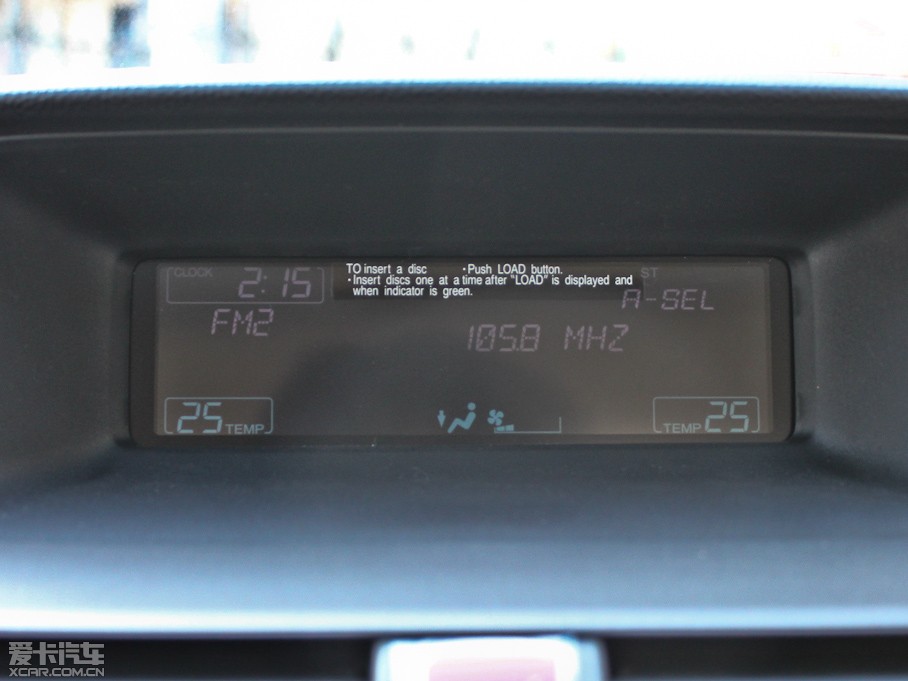 CLOCK 2:15
TO insert a disc ·Push LOAD button.
·Insert discs one at a time after "LOAD" is displayed and
when indicator is green.
ST
A-SEL
FM2
105.8 MHZ
25 TEMP
TEMP 25
爱卡汽车
XCAR.COM.CN